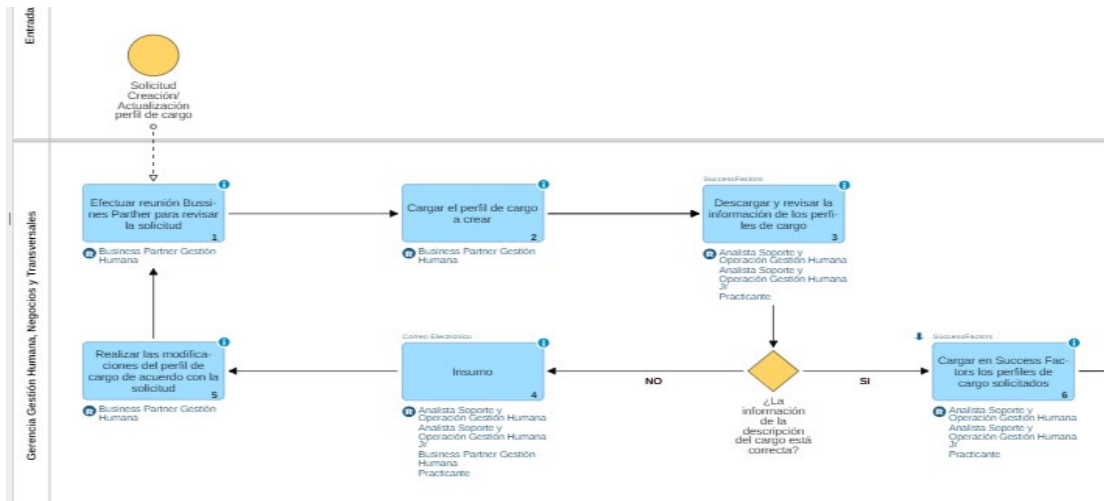 Entrada
Solicitud
Creación/
Actualización
perfil de cargo
Gerencia Gestión Humana, Negocios y Transversales
Efectuar reunión Bussi-
nes Parther para revisar
la solicitud
1
R Business Partner Gestión
Humana
Cargar el perfil de cargo
a crear
2
R Business Partner Gestión
Humana
SuccessFactors
Descargar y revisar la
información de los perfi-
les de cargo
3
R Analista Soporte y
Operación Gestión Humana
Analista Soporte y
Operación Gestión Humana
Jr
Practicante
Realizar las modifica-
ciones del perfil de
cargo de acuerdo con la
solicitud
5
R Business Partner Gestión
Humana
Correo Electrónico
Insumo
4
R Analista Soporte y
Operación Gestión Humana
Analista Soporte y
Operación Gestión Humana
Jr
Business Partner Gestión
Humana
Practicante
NO
SI
¿La
información
de la
descripción
del cargo está
correcta?
SuccessFactors
Cargar en Success Fac-
tors los perfiles de
cargo solicitados
6
R Analista Soporte y
Operación Gestión Humana
Analista Soporte y
Operación Gestión Humana
Jr
Practicante